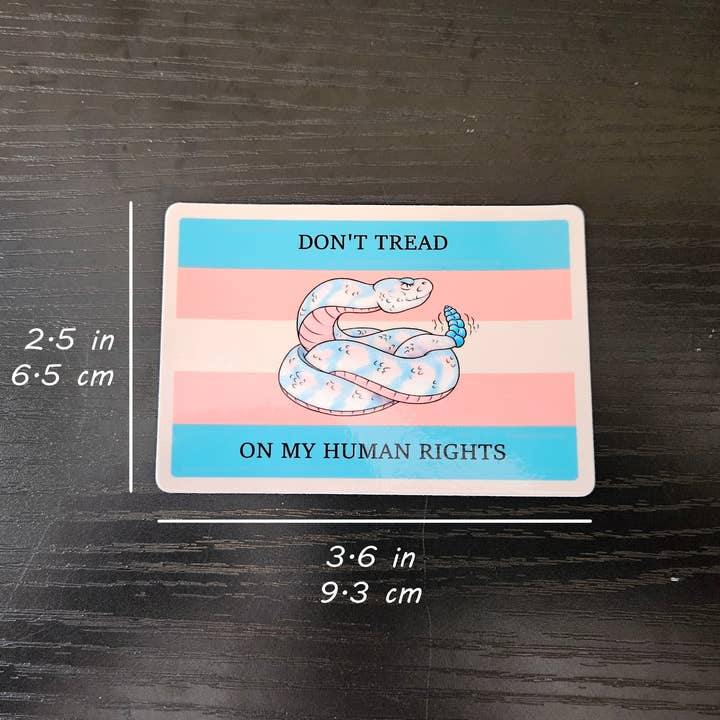 DON'T TREAD
ON MY HUMAN RIGHTS
2.5 in
6.5 cm
3.6 in
9.3 cm